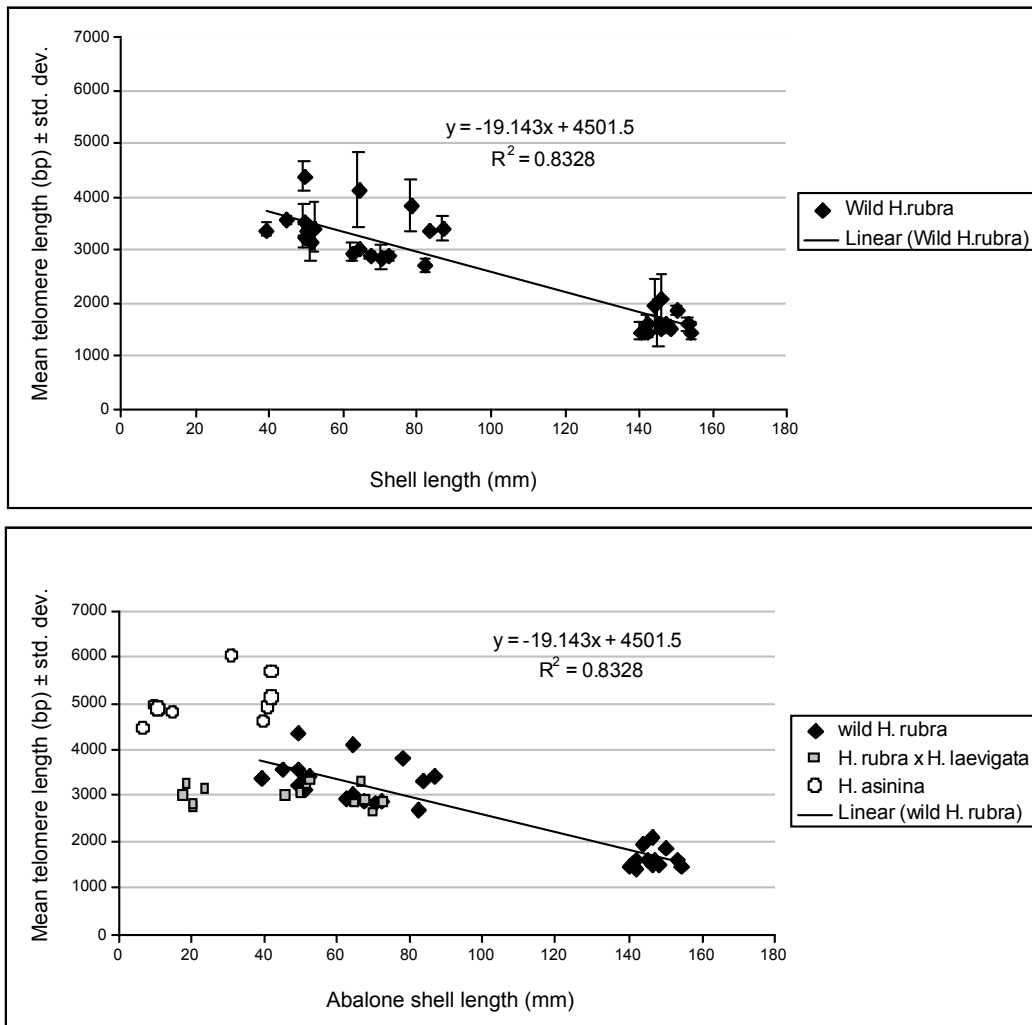 7000
6000
5000
4000
3000
2000
1000
0
Mean telomere length (bp) ± std. dev.
y = -19.143x + 4501.5
R² = 0.8328
0 20 40 60 80 100 120 140 160 180
Shell length (mm)
Wild H.rubra
Linear (Wild H.rubra)
7000
6000
5000
4000
3000
2000
1000
0
Mean telomere length (bp) ± std. dev.
y = -19.143x + 4501.5
R² = 0.8328
0 20 40 60 80 100 120 140 160 180
Abalone shell length (mm)
wild H. rubra
H. rubra x H. laevigata
H. asinina
Linear (wild H. rubra)